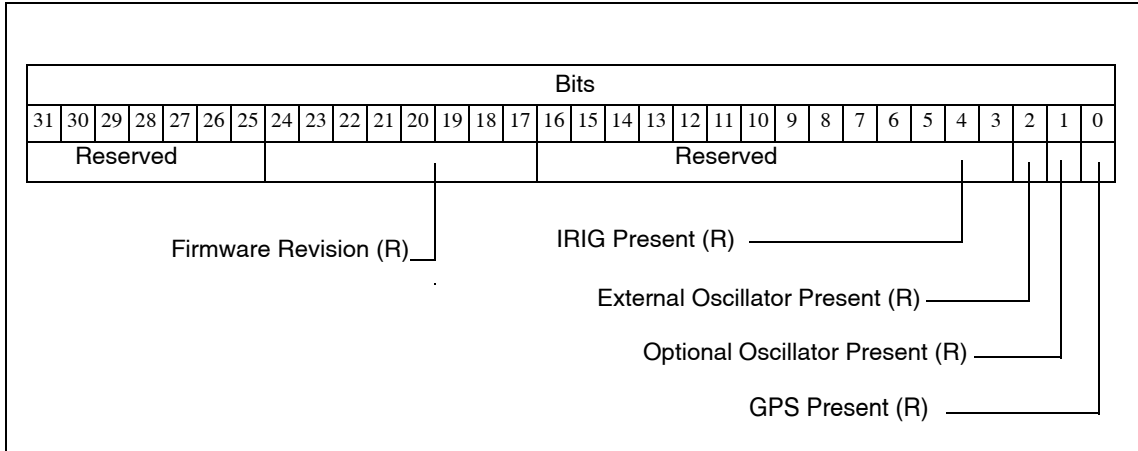 Bits
31 30 29 28 27 26 25 24 23 22 21 20 19 18 17 16 15 14 13 12 11 10 9 8 7 6 5 4 3 2 1 0
Reserved Reserved
Firmware Revision (R) IRIG Present (R)
External Oscillator Present (R)
Optional Oscillator Present (R)
GPS Present (R)